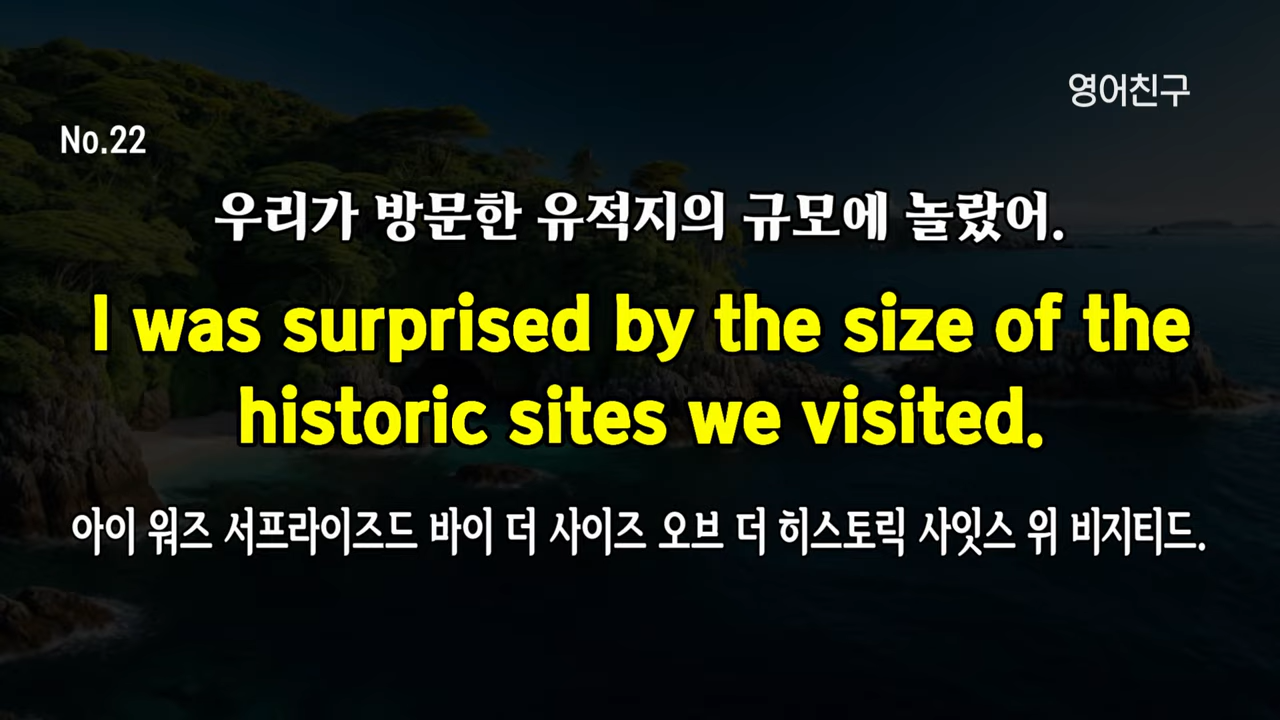 영어친구
No.22
우리가 방문한 유적지의 규모에 놀랐어.
I was surprised by the size of the
historic sites we visited.
아이 워즈 서프라이즈드 바이 더 사이즈 오브 더 히스토릭 사잇스 위 비지티드.